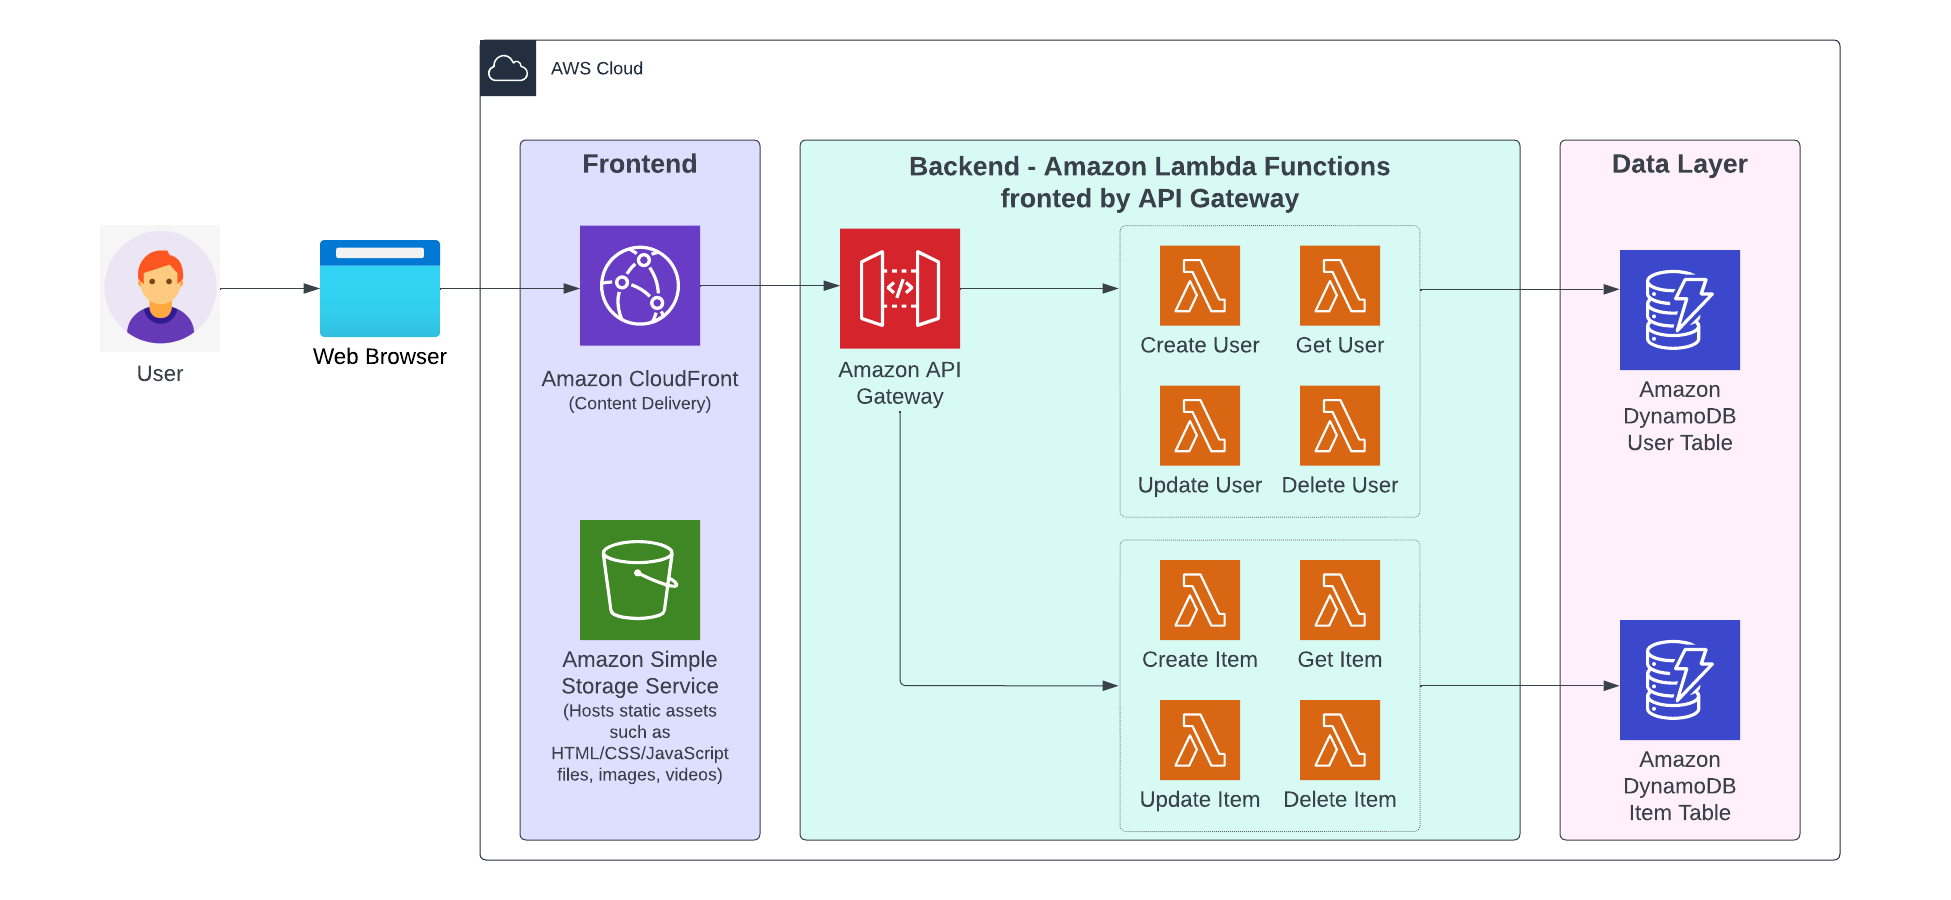 AWS Cloud
User
Web Browser
Frontend
Amazon CloudFront
(Content Delivery)
Amazon Simple
Storage Service
(Hosts static assets
such as
HTML/CSS/JavaScript
files, images, videos)
Backend - Amazon Lambda Functions
fronted by API Gateway
Amazon API
Gateway
Create User
Get User
Update User
Delete User
Create Item
Get Item
Update Item
Delete Item
Data Layer
Amazon
DynamoDB
User Table
Amazon
DynamoDB
Item Table